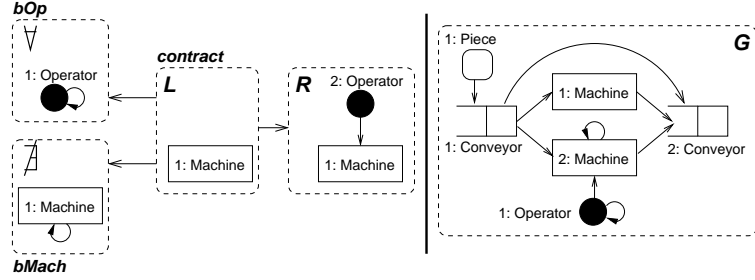 bOp
∀
1: Operator
contract
L
1: Machine
R
2: Operator
1: Machine
∄
1: Machine
bMach
G
1: Piece
1: Machine
1: Conveyor
2: Machine
2: Conveyor
1: Operator